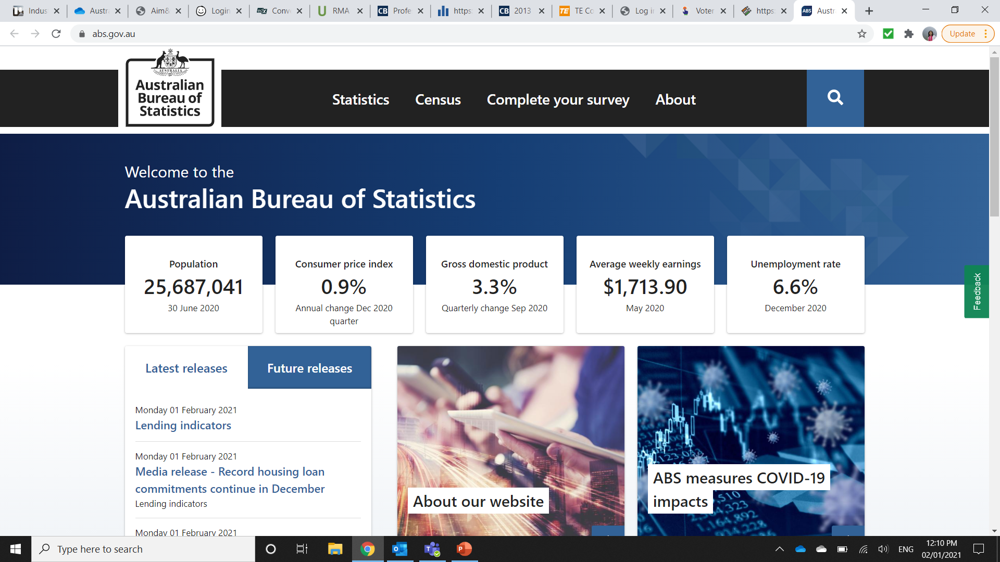 Indus
Austr
Aim&
Login
Conv
RMA
Profe
https
2013
TE Co
Log i
Voter
https
Austr
abs.gov.au
Update
AUSTRALIA
Australian
Bureau of
Statistics
Statistics
Census
Complete your survey
About
Welcome to the
Australian Bureau of Statistics
Population
25,687,041
30 June 2020
Consumer price index
0.9%
Annual change Dec 2020
quarter
Gross domestic product
3.3%
Quarterly change Sep 2020
Average weekly earnings
$1,713.90
May 2020
Unemployment rate
6.6%
December 2020
Feedback
Latest releases
Future releases
Monday 01 February 2021
Lending indicators
Monday 01 February 2021
Media release - Record housing loan
commitments continue in December
Lending indicators
Monday 01 February 2021
About our website
ABS measures COVID-19
impacts
Type here to search
ENG
12:10 PM
02/01/2021